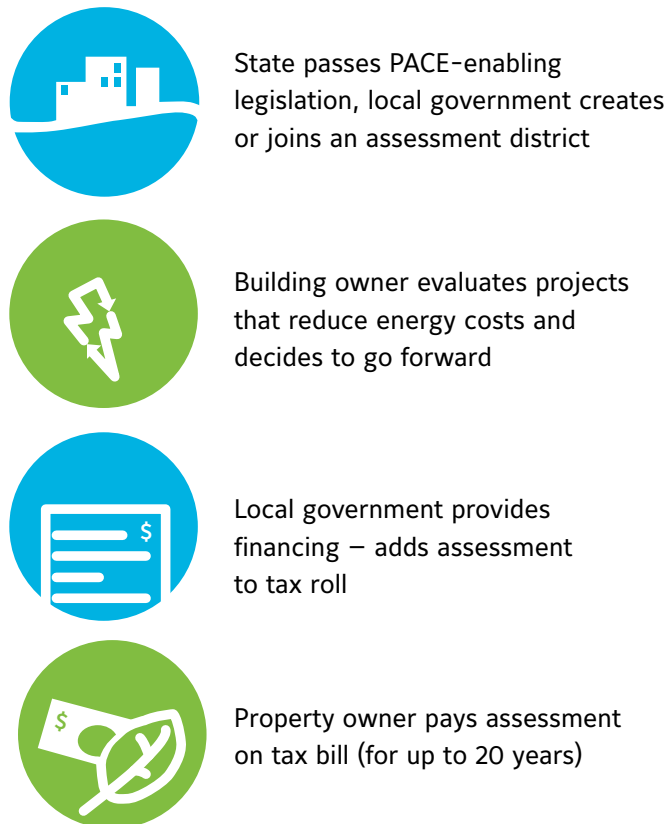 State passes PACE-enabling
legislation, local government creates
or joins an assessment district
Building owner evaluates projects
that reduce energy costs and
decides to go forward
$
Local government provides
financing – adds assessment
to tax roll
$
Property owner pays assessment
on tax bill (for up to 20 years)